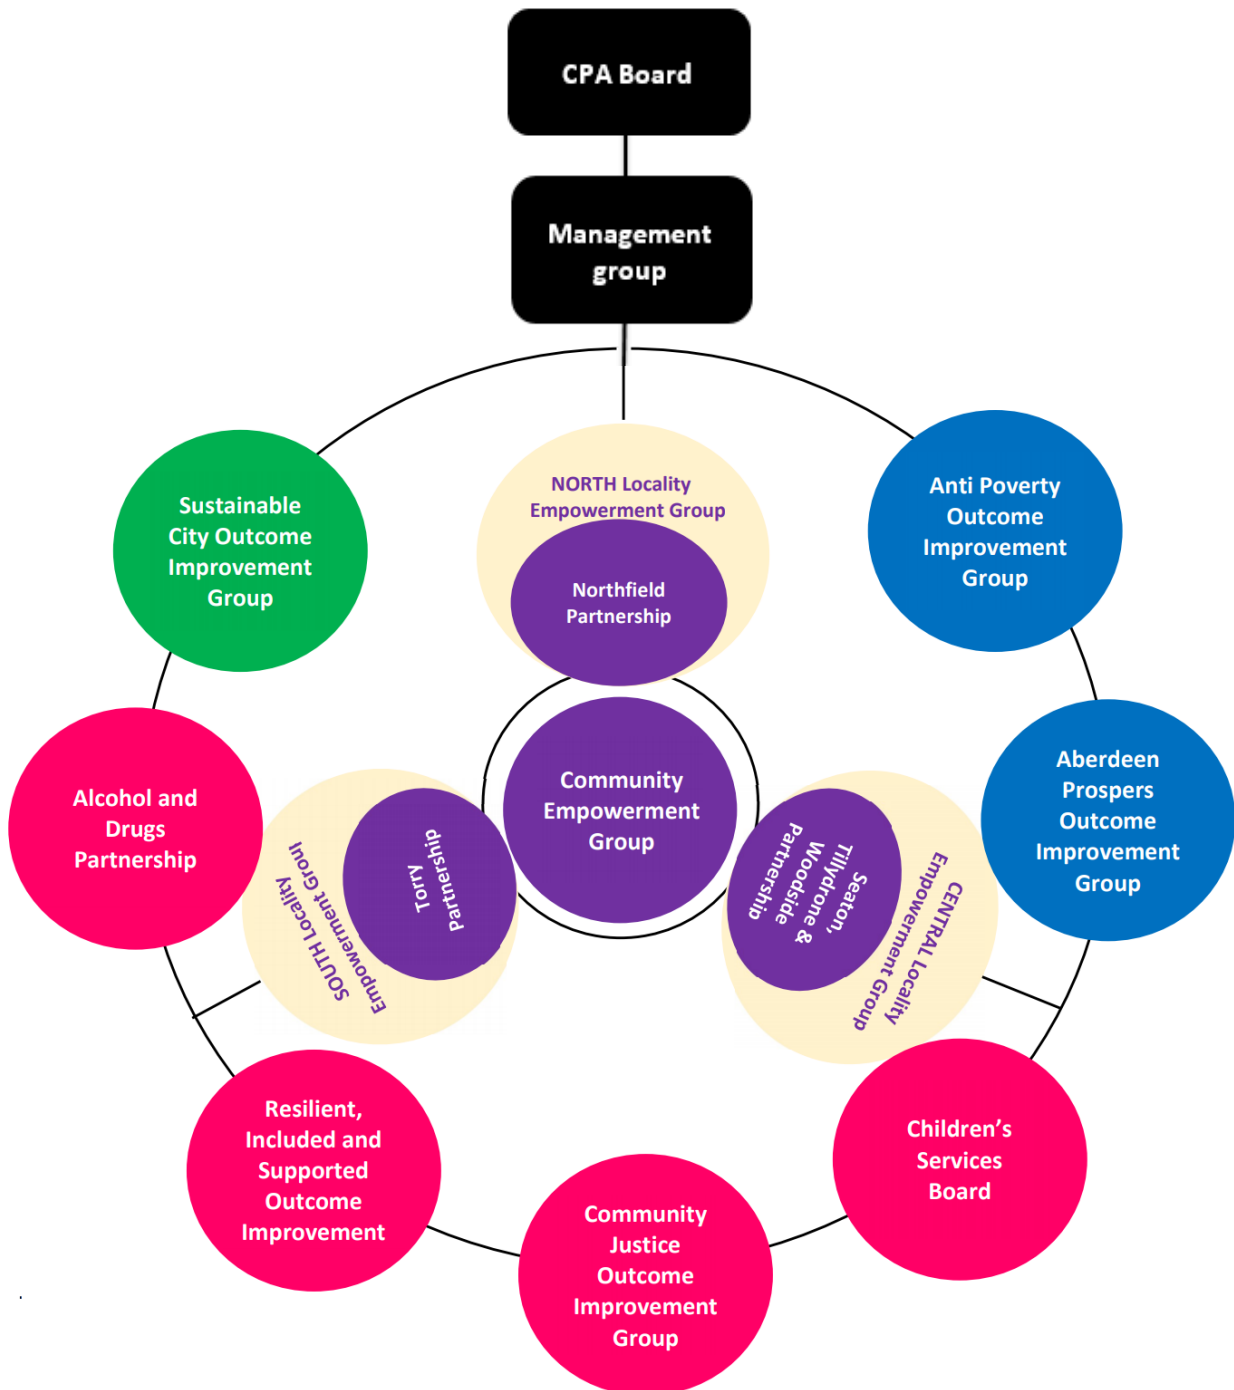 CPA Board
Management
group
NORTH Locality
Empowerment Group
Northfield
Partnership
Anti Poverty
Outcome
Improvement
Group
Sustainable
City Outcome
Improvement
Group
Aberdeen
Prospers
Outcome
Improvement
Group
Community
Empowerment
Group
Alcohol and
Drugs
Partnership
SOUTH Locality
Empowerment Group
Torry
Partnership
Seaton,
Tillydrone &
Woodside
Partnership
CENTRAL Locality
Empowerment Group
Resilient,
Included and
Supported
Outcome
Improvement
Children’s
Services
Board
Community
Justice
Outcome
Improvement
Group
.